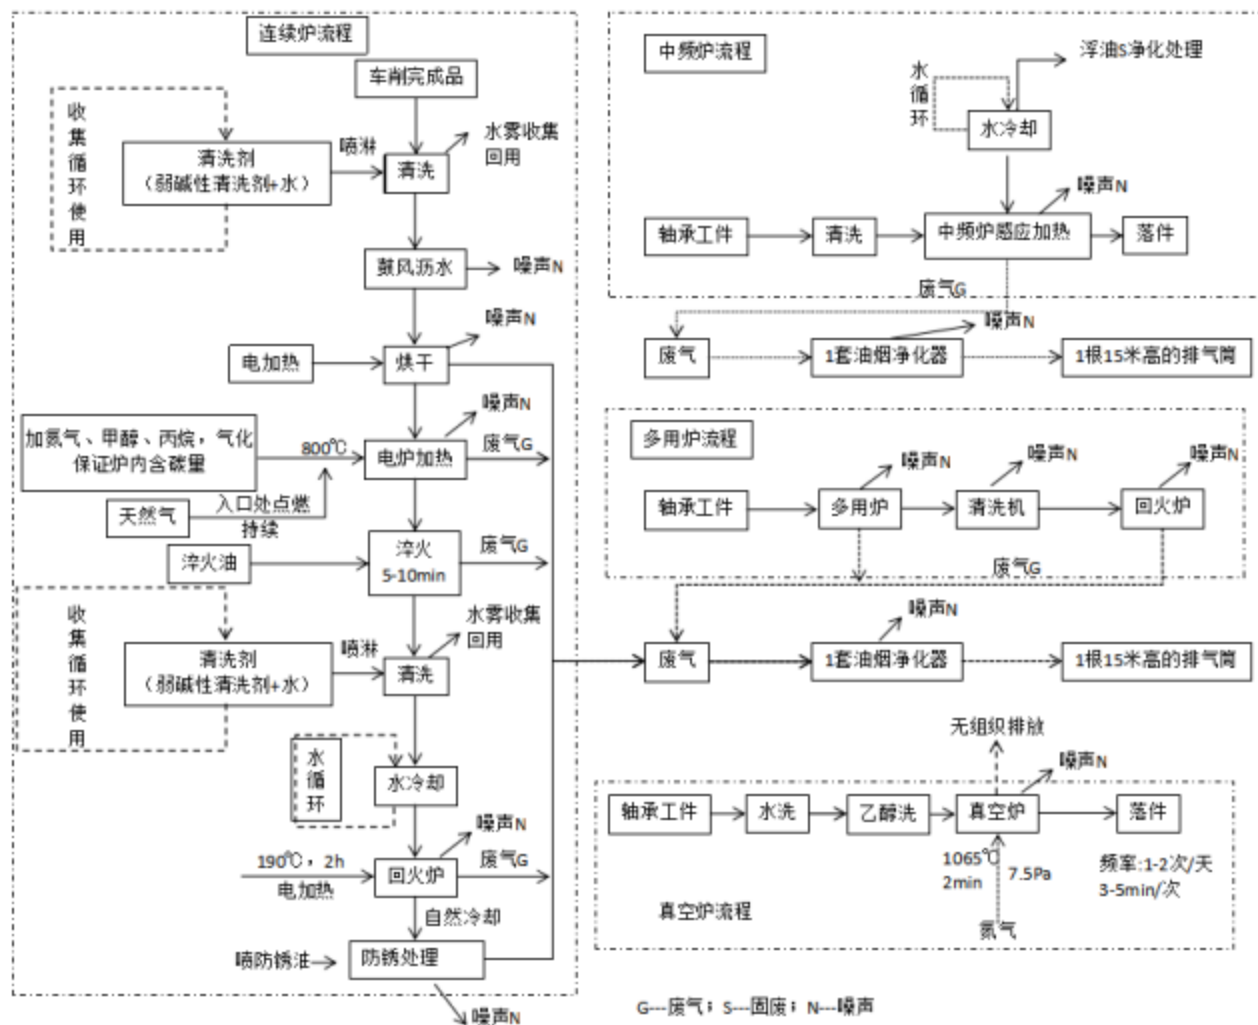 连续炉流程
车削完成品
收集循环使用
清洗剂
（弱碱性清洗剂+水）
喷淋
清洗
水雾收集
回用
鼓风沥水
噪声N
噪声N
电加热
烘干
噪声N
加氮气、甲醇、丙烷，气化
保证炉内含碳量
800℃
电炉加热
废气G
天然气
入口处点燃
持续
淬火油
淬火
5-10min
废气G
收集循环使用
清洗剂
（弱碱性清洗剂+水）
喷淋
清洗
水雾收集
回用
水循环
水冷却
噪声N
190℃，2h
电加热
回火炉
废气G
自然冷却
喷防锈油
防锈处理
噪声N
中频炉流程
浮油S净化处理
水循环
水冷却
噪声N
轴承工件
清洗
中频炉感应加热
落件
废气G
噪声N
废气
1套油烟净化器
1根15米高的排气筒
多用炉流程
噪声N
噪声N
噪声N
轴承工件
多用炉
清洗机
回火炉
废气G
噪声N
废气
1套油烟净化器
1根15米高的排气筒
无组织排放
噪声N
轴承工件
水洗
乙醇洗
真空炉
落件
1065℃
2min
7.5Pa
频率:1-2次/天
3-5min/次
真空炉流程
氮气
G---废气；S---固废；N---噪声